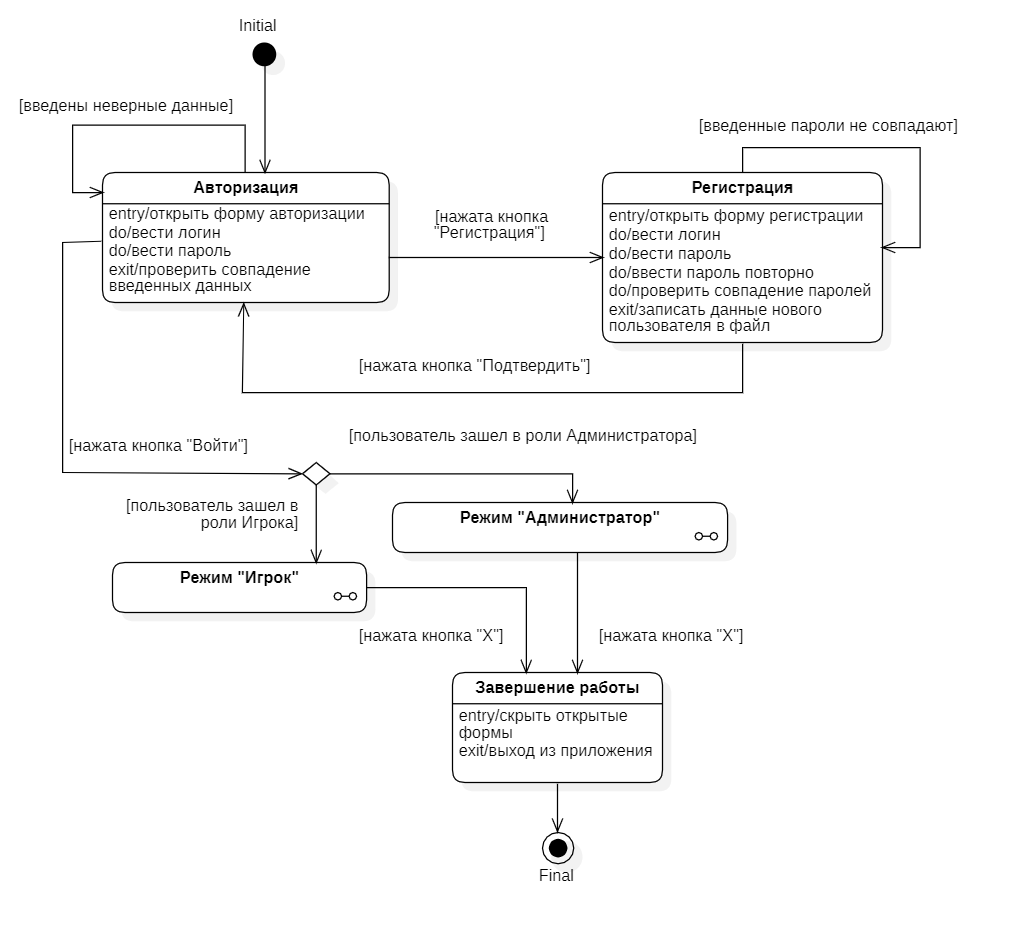 Initial
[введены неверные данные]
[введенные пароли не совпадают]
Авторизация
entry/открыть форму авторизации
do/вести логин
do/вести пароль
exit/проверить совпадение
введенных данных
[нажата кнопка
"Регистрация"]
Регистрация
entry/открыть форму регистрации
do/вести логин
do/вести пароль
do/ввести пароль повторно
do/проверить совпадение паролей
exit/записать данные нового
пользователя в файл
[нажата кнопка "Подтвердить"]
[нажата кнопка "Войти"]
[пользователь зашел в роли Администратора]
[пользователь зашел в
роли Игрока]
Режим "Администратор"
Режим "Игрок"
[нажата кнопка "X"]
[нажата кнопка "X"]
Завершение работы
entry/скрыть открытые
формы
exit/выход из приложения
Final